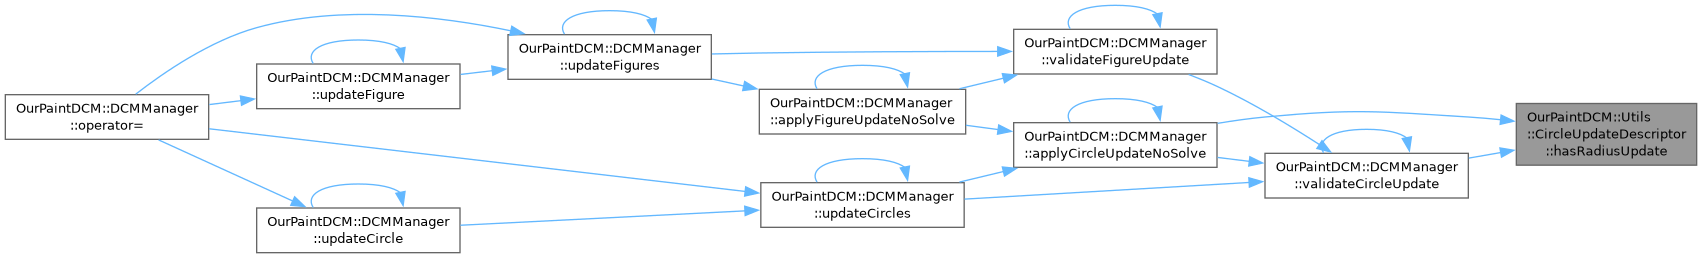 OurPaintDCM::DCMManager
::operator=
OurPaintDCM::DCMManager
::updateFigure
OurPaintDCM::DCMManager
::updateCircle
OurPaintDCM::DCMManager
::updateFigures
OurPaintDCM::DCMManager
::applyFigureUpdateNoSolve
OurPaintDCM::DCMManager
::updateCircles
OurPaintDCM::DCMManager
::validateFigureUpdate
OurPaintDCM::DCMManager
::applyCircleUpdateNoSolve
OurPaintDCM::DCMManager
::validateCircleUpdate
OurPaintDCM::Utils
::CircleUpdateDescriptor
::hasRadiusUpdate